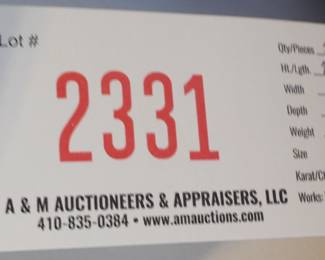 Lot #
2331
A & M AUCTIONEERS & APPRAISERS, LLC
410-835-0384 • www.amauctions.com
Qty/Pieces
Ht./Lgth.
Width
Depth
Weight
Size
Karat/C
Works: